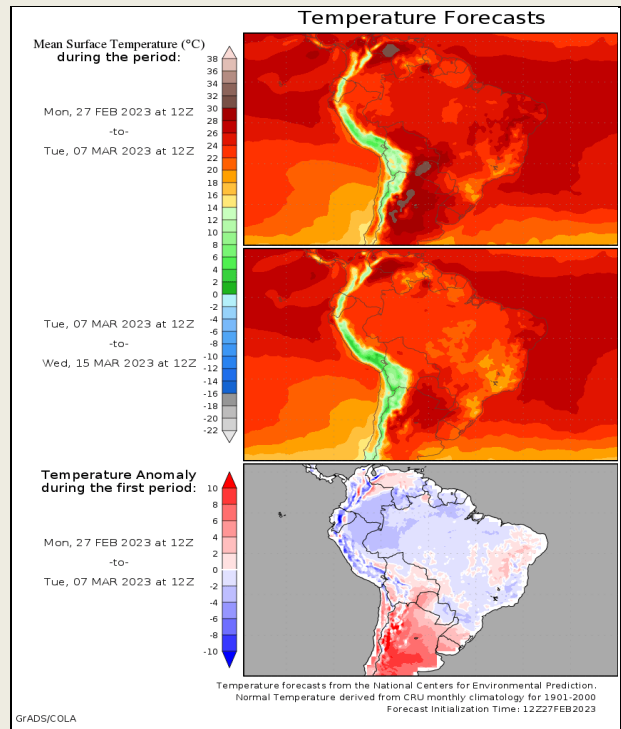 Temperature Forecasts
Mean Surface Temperature (°C)
during the period:
38
36
34
32
30
28
26
24
22
20
18
16
14
12
10
8
6
4
2
0
-2
-4
-6
-8
-10
-12
-14
-16
-18
-20
-22
Mon, 27 FEB 2023 at 12Z
-to-
Tue, 07 MAR 2023 at 12Z
Tue, 07 MAR 2023 at 12Z
-to-
Wed, 15 MAR 2023 at 12Z
Temperature Anomaly
during the first period:
10
8
6
4
2
0
-2
-4
-6
-8
-10
Mon, 27 FEB 2023 at 12Z
-to-
Tue, 07 MAR 2023 at 12Z
Temperature forecasts from the National Centers for Environmental Prediction.
Normal Temperature derived from CRU monthly climatology for 1901-2000
Forecast Initialization Time: 12Z27FEB2023
GrADS/COLA